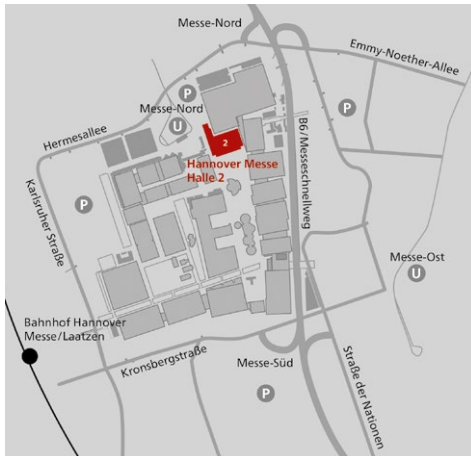 Messe-Nord
Emmy-Noether-Allee
P
Messe-Nord
U
P
Hermesallee
2
Hannover Messe
Halle 2
B6/Messeschnellweg
Karlsruher Straße
P
Messe-Ost
U
Bahnhof Hannover
Messe/Laatzen
Kronsbergstraße
Messe-Süd
P
Straße der Nationen